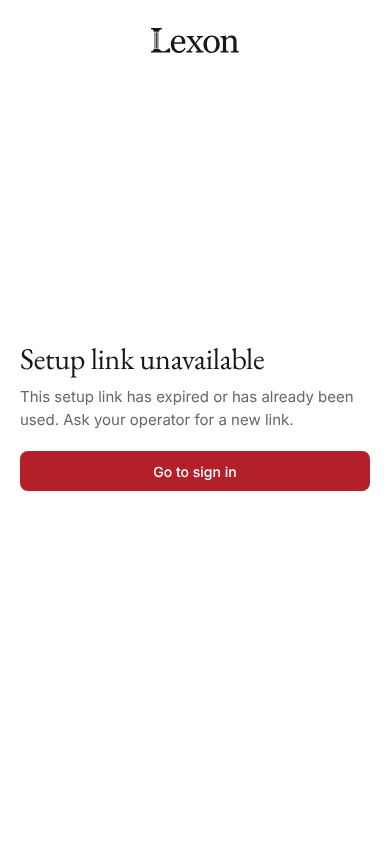 Lexon
Setup link unavailable
This setup link has expired or has already been
used. Ask your operator for a new link.
Go to sign in